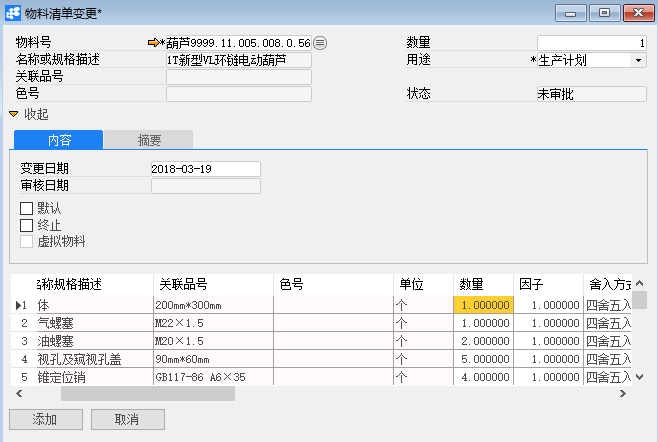 物料清单变更*
物料号 *葫芦9999.11.005.008.0.56 数量 1
名称或规格描述 1T新型VL环链电动葫芦 用途 *生产计划
关联品号
色号 状态 未审批
收起
内容 摘要
变更日期 2018-03-19
审核日期
默认
终止
虚拟物料
名称规格描述 关联品号 色号 单位 数量 因子 舍入方式
1 体 200mm*300mm 个 1.000000 1.000000 四舍五入
2 气螺塞 M22×1.5 个 1.000000 1.000000 四舍五入
3 油螺塞 M20×1.5 个 2.000000 1.000000 四舍五入
4 视孔及窥视孔盖 90mm*60mm 个 5.000000 1.000000 四舍五入
5 锥定位销 GB117-86 A6×35 个 4.000000 1.000000 四舍五入
添加 取消